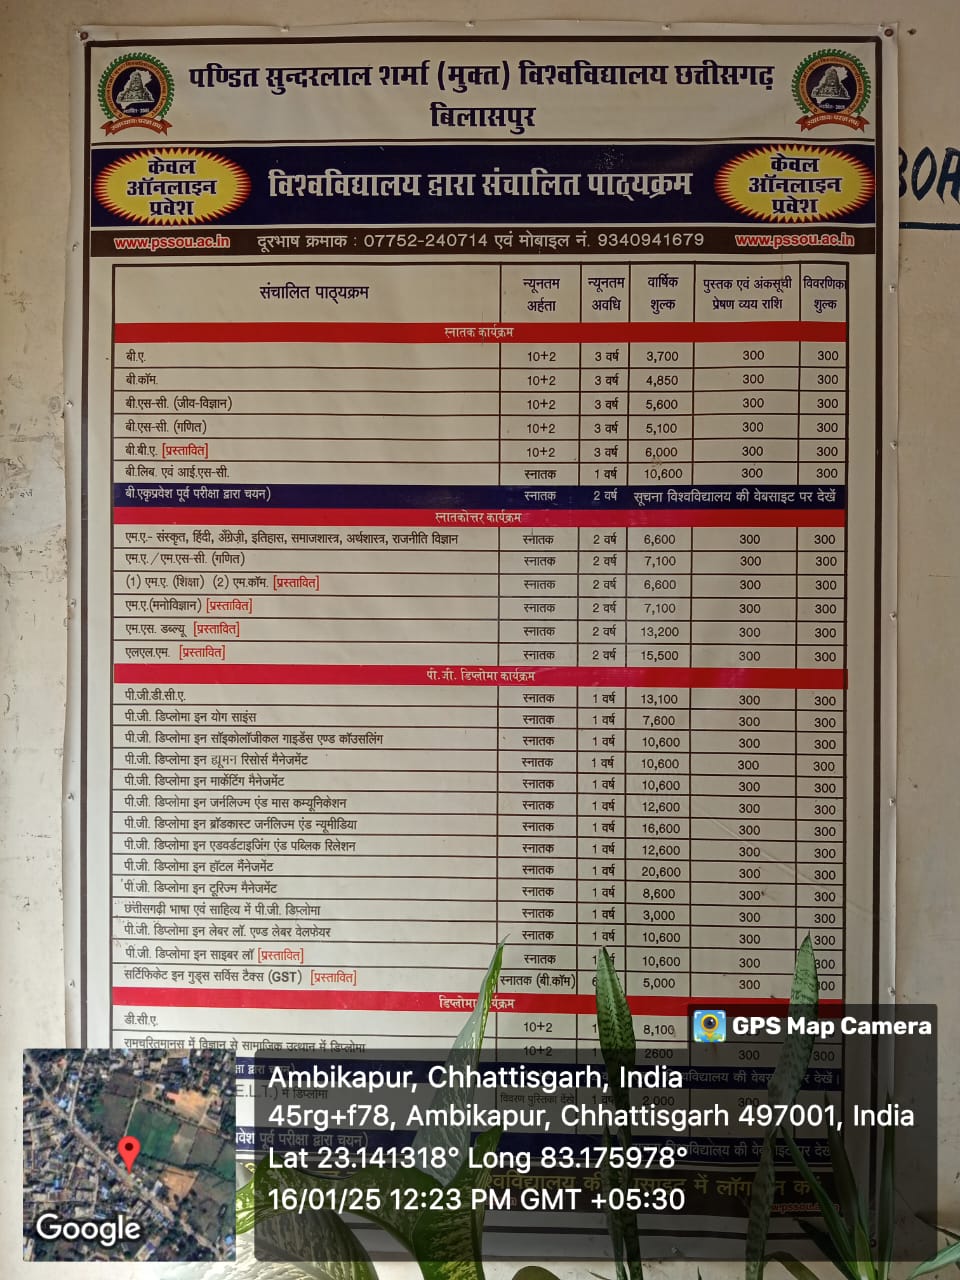 पण्डित सुन्दरलाल शर्मा (मुक्त) विश्वविद्यालय छत्तीसगढ़
बिलासपुर
केवल
ऑनलाइन
प्रवेश
विश्वविद्यालय द्वारा संचालित पाठ्यक्रम
केवल
ऑनलाइन
प्रवेश
www.pssou.ac.in दूरभाष क्रमाक : 07752-240714 एवं मोबाइल नं. 9340941679 www.pssou.ac.in
संचालित पाठ्यक्रम न्यूनतम अर्हता न्यूनतम अवधि वार्षिक शुल्क पुस्तक एवं अंकसूची प्रेषण व्यय राशि विवरणिका शुल्क
स्नातक कार्यक्रम
बी.ए. 10+2 3 वर्ष 3,700 300 300
बी.कॉम. 10+2 3 वर्ष 4,850 300 300
बी.एस-सी. (जीव-विज्ञान) 10+2 3 वर्ष 5,600 300 300
बी.एस-सी. (गणित) 10+2 3 वर्ष 5,100 300 300
बी.बी.ए. [प्रस्तावित] 10+2 3 वर्ष 6,000 300 300
बी.लिब. एवं आई.एस-सी. स्नातक 1 वर्ष 10,600 300 300
बी.एकृप्रवेश पूर्व परीक्षा द्वारा चयन) स्नातक 2 वर्ष सूचना विश्वविद्यालय की वेबसाइट पर देखें
स्नातकोत्तर कार्यक्रम
एम.ए.- संस्कृत, हिंदी, अँग्रेज़ी, इतिहास, समाजशास्त्र, अर्थशास्त्र, राजनीति विज्ञान स्नातक 2 वर्ष 6,600 300 300
एम.ए./एम.एस-सी. (गणित) स्नातक 2 वर्ष 7,100 300 300
(1) एम.ए. (शिक्षा) (2) एम.कॉम. [प्रस्तावित] स्नातक 2 वर्ष 6,600 300 300
एम.ए.(मनोविज्ञान) [प्रस्तावित] स्नातक 2 वर्ष 7,100 300 300
एम.एस. डब्ल्यू [प्रस्तावित] स्नातक 2 वर्ष 13,200 300 300
एलएल.एम. [प्रस्तावित] स्नातक 2 वर्ष 15,500 300 300
पी.जी. डिप्लोमा कार्यक्रम
पी.जी.डी.सी.ए. स्नातक 1 वर्ष 13,100 300 300
पी.जी. डिप्लोमा इन योग साइंस स्नातक 1 वर्ष 7,600 300 300
पी.जी. डिप्लोमा इन सॉइकोलॉजीकल गाइडेंस एण्ड कॉउसलिंग स्नातक 1 वर्ष 10,600 300 300
पी.जी. डिप्लोमा इन ह्यूमन रिसोर्स मैनेजमेंट स्नातक 1 वर्ष 10,600 300 300
पी.जी. डिप्लोमा इन मार्केटिंग मैनेजमेंट स्नातक 1 वर्ष 10,600 300 300
पी.जी. डिप्लोमा इन जर्नलिज्म एंड मास कम्यूनिकेशन स्नातक 1 वर्ष 12,600 300 300
पी.जी. डिप्लोमा इन ब्रॉडकास्ट जर्नलिज्म एंड न्यूमीडिया स्नातक 1 वर्ष 16,600 300 300
पी.जी. डिप्लोमा इन एडवर्डटाइजिंग एंड पब्लिक रिलेशन स्नातक 1 वर्ष 12,600 300 300
पी.जी. डिप्लोमा इन हॉटल मैंनेजमेंट स्नातक 1 वर्ष 20,600 300 300
पी.जी. डिप्लोमा इन टूरिज्म मैनेजमेंट स्नातक 1 वर्ष 8,600 300 300
छत्तीसगढ़ी भाषा एवं साहित्य में पी.जी. डिप्लोमा स्नातक 1 वर्ष 3,000 300 300
पी.जी. डिप्लोमा इन लेबर लॉ. एण्ड लेबर वेलफेयर स्नातक 1 वर्ष 10,600 300 300
पी.जी. डिप्लोमा इन साइबर लॉ [प्रस्तावित] स्नातक 10,600 300 300
सर्टिफिकेट इन गुड्स सर्विस टैक्स (GST) [प्रस्तावित] स्नातक (बी.कॉम) 5,000 300 300
डिप्लोमा कार्यक्रम
डी.सी.ए. 10+2 8,100
रामचरितमानस में विज्ञान से सामाजिक उत्थान में डिप्लोमा 10+2 2600 300 300
GPS Map Camera
Ambikapur, Chhattisgarh, India
45rg+f78, Ambikapur, Chhattisgarh 497001, India
Lat 23.141318° Long 83.175978°
16/01/25 12:23 PM GMT +05:30
Google